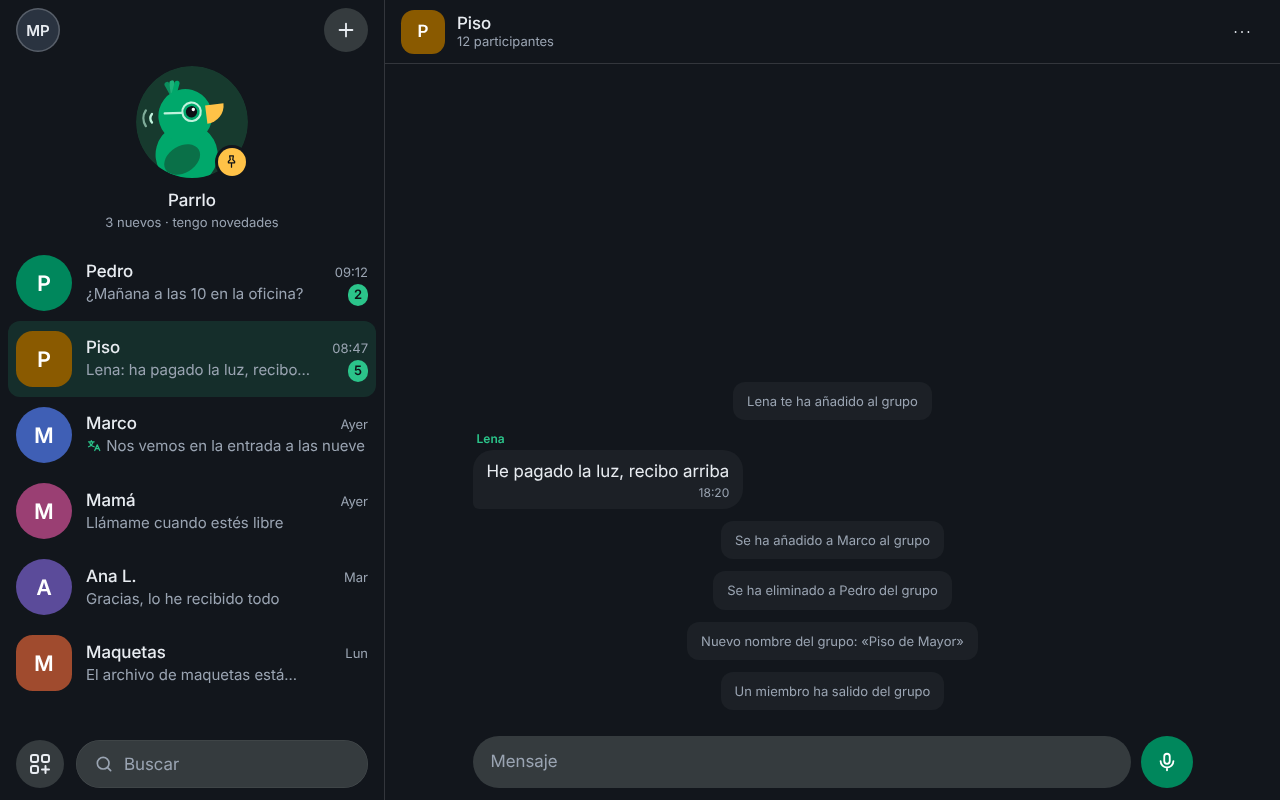 MP
Parrlo
3 nuevos · tengo novedades
P
Pedro
09:12
¿Mañana a las 10 en la oficina?
2
P
Piso
08:47
Lena: ha pagado la luz, recibo...
5
M
Marco
Ayer
Nos vemos en la entrada a las nueve
M
Mamá
Ayer
Llámame cuando estés libre
A
Ana L.
Mar
Gracias, lo he recibido todo
M
Maquetas
Lun
El archivo de maquetas está...
Buscar
P
Piso
12 participantes
Lena te ha añadido al grupo
Lena
He pagado la luz, recibo arriba
18:20
Se ha añadido a Marco al grupo
Se ha eliminado a Pedro del grupo
Nuevo nombre del grupo: «Piso de Mayor»
Un miembro ha salido del grupo
Mensaje